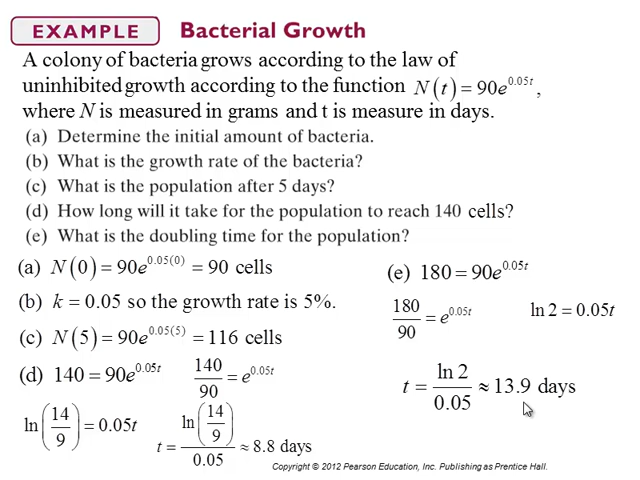 EXAMPLE Bacterial Growth
A colony of bacteria grows according to the law of
uninhibited growth according to the function N(t) = 90e^{0.05t},
where N is measured in grams and t is measure in days.
(a) Determine the initial amount of bacteria.
(b) What is the growth rate of the bacteria?
(c) What is the population after 5 days?
(d) How long will it take for the population to reach 140 cells?
(e) What is the doubling time for the population?
(a) N(0) = 90e^{0.05(0)} = 90 cells
(b) k = 0.05 so the growth rate is 5%.
(c) N(5) = 90e^{0.05(5)} = 116 cells
(d) 140 = 90e^{0.05t} 140/90 = e^{0.05t}
ln(14/9) = 0.05t t = ln(14/9)/0.05 ≈ 8.8 days
(e) 180 = 90e^{0.05t}
180/90 = e^{0.05t} ln 2 = 0.05t
t = ln 2/0.05 ≈ 13.9 days
Copyright © 2012 Pearson Education, Inc. Publishing as Prentice Hall.